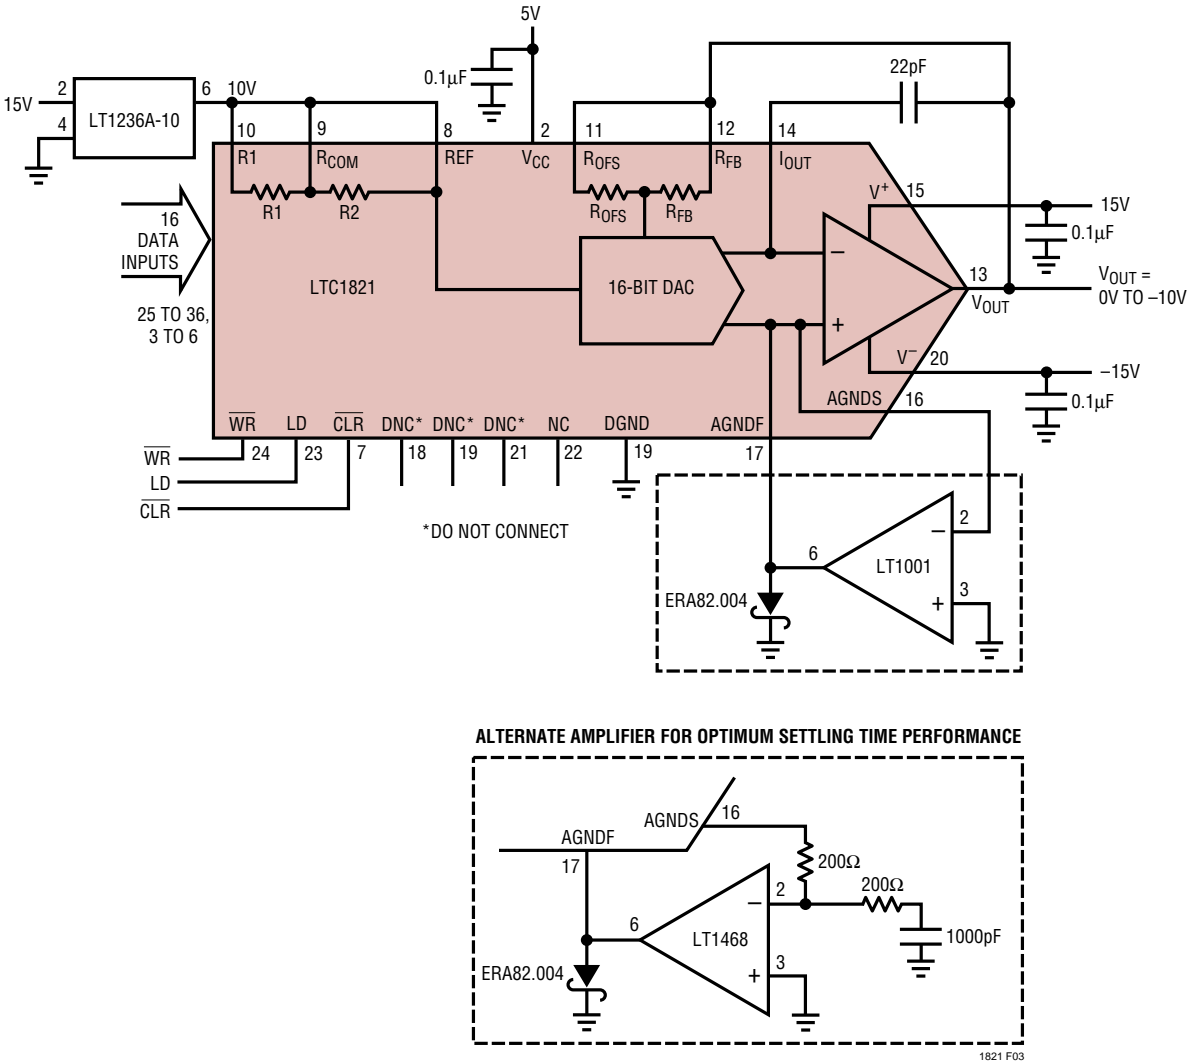 5V
0.1µF
22pF
15V
2
4
LT1236A-10
6
10V
10
9
8
2
11
12
14
R1
RCOM
REF
VCC
ROFS
RFB
IOUT
R1
R2
ROFS
RFB
V+
15
15V
0.1µF
16
DATA
INPUTS
25 TO 36,
3 TO 6
LTC1821
16-BIT DAC
–
+
13
VOUT
VOUT =
0V TO –10V
V–
20
–15V
0.1µF
AGNDS
16
WR
LD
CLR
DNC*
DNC*
DNC*
NC
DGND
AGNDF
24
23
7
18
19
21
22
19
17
WR
LD
CLR
*DO NOT CONNECT
6
LT1001
–
2
+
3
ERA82.004
ALTERNATE AMPLIFIER FOR OPTIMUM SETTLING TIME PERFORMANCE
AGNDS
16
AGNDF
17
200Ω
200Ω
1000pF
6
LT1468
–
2
+
3
ERA82.004
1821 F03